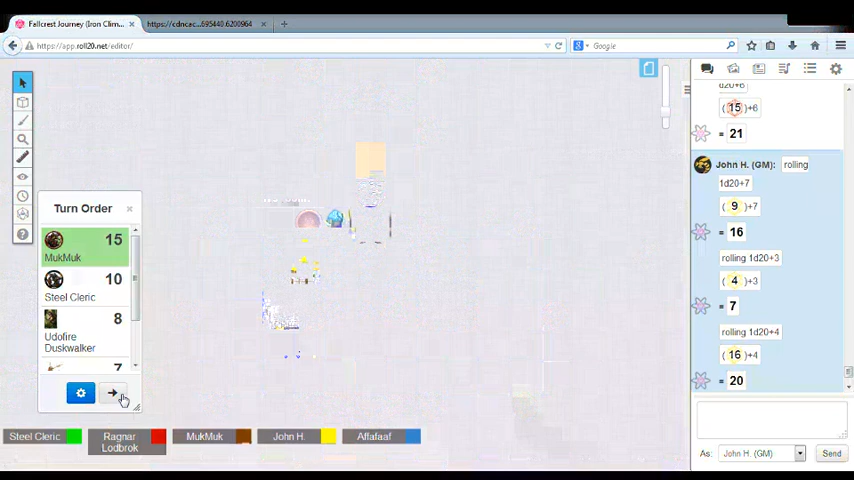 Fallcrest Journey (Iron Clim...
https://cdncac...695440.6200964
https://app.roll20.net/editor/
Google
d20+6
(15)+6
= 21
John H. (GM): rolling
1d20+7
(9)+7
= 16
rolling 1d20+3
(4)+3
= 7
rolling 1d20+4
(16)+4
= 20
Turn Order
15
MukMuk
10
Steel Cleric
8
Udofire
Duskwalker
7
Steel Cleric
Ragnar
Lodbrok
MukMuk
John H.
Affafaaf
As:
John H. (GM)
Send